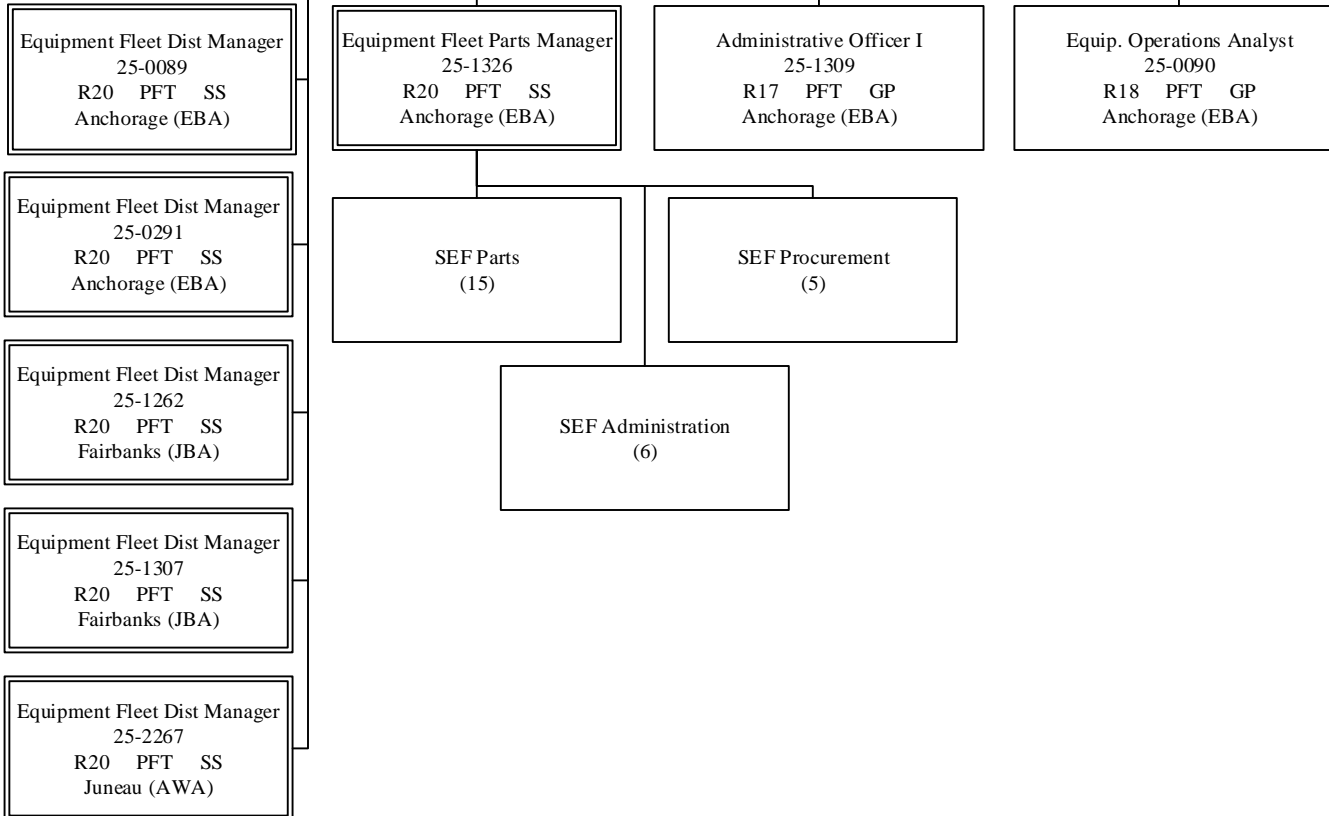 Equipment Fleet Dist Manager
25-0089
R20 PFT SS
Anchorage (EBA)
Equipment Fleet Parts Manager
25-1326
R20 PFT SS
Anchorage (EBA)
Administrative Officer I
25-1309
R17 PFT GP
Anchorage (EBA)
Equip. Operations Analyst
25-0090
R18 PFT GP
Anchorage (EBA)
Equipment Fleet Dist Manager
25-0291
R20 PFT SS
Anchorage (EBA)
SEF Parts
(15)
SEF Procurement
(5)
Equipment Fleet Dist Manager
25-1262
R20 PFT SS
Fairbanks (JBA)
SEF Administration
(6)
Equipment Fleet Dist Manager
25-1307
R20 PFT SS
Fairbanks (JBA)
Equipment Fleet Dist Manager
25-2267
R20 PFT SS
Juneau (AWA)